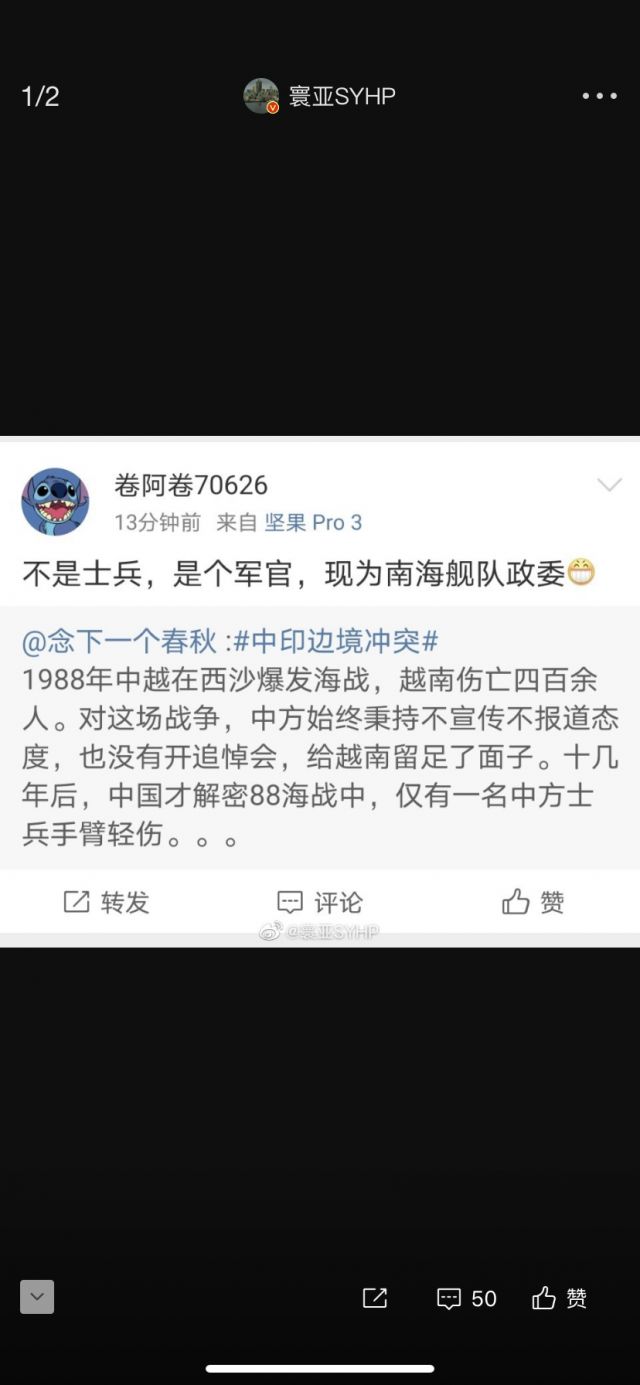 1/2
寰亚SYHP
卷阿卷70626
13分钟前 来自 坚果 Pro 3
不是士兵，是个军官，现为南海舰队政委😁
@念下一个春秋 :#中印边境冲突#
1988年中越在西沙爆发海战，越南伤亡四百余
人。对这场战争，中方始终秉持不宣传不报道态
度，也没有开追悼会，给越南留足了面子。十几
年后，中国才解密88海战中，仅有一名中方士
兵手臂轻伤。。。
转发 评论 赞
@寰亚SYHP
50 赞